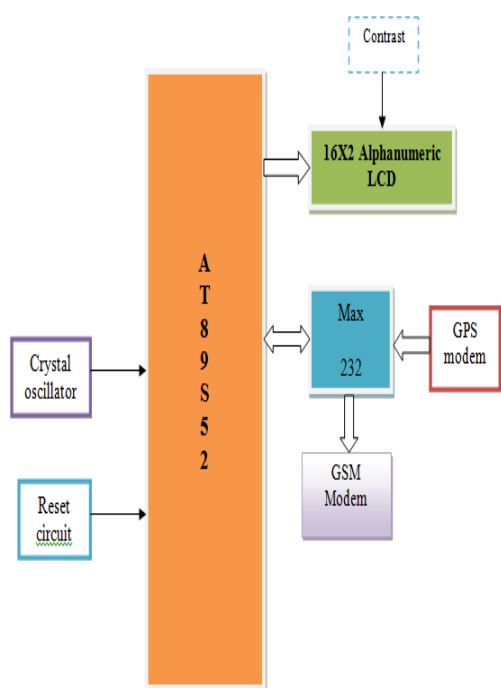 Contrast
16X2 Alphanumeric
LCD
A
T
8
9
S
5
2
Max
232
GPS
modem
Crystal
oscillator
GSM
Modem
Reset
circuit